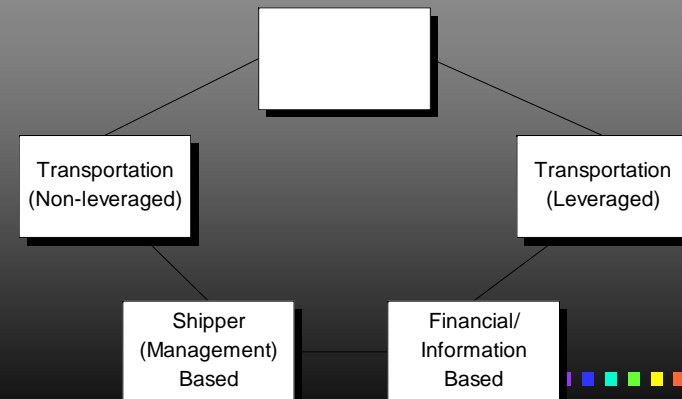 Transportation
(Non-leveraged)
Transportation
(Leveraged)
Shipper
(Management)
Based
Financial/
Information
Based